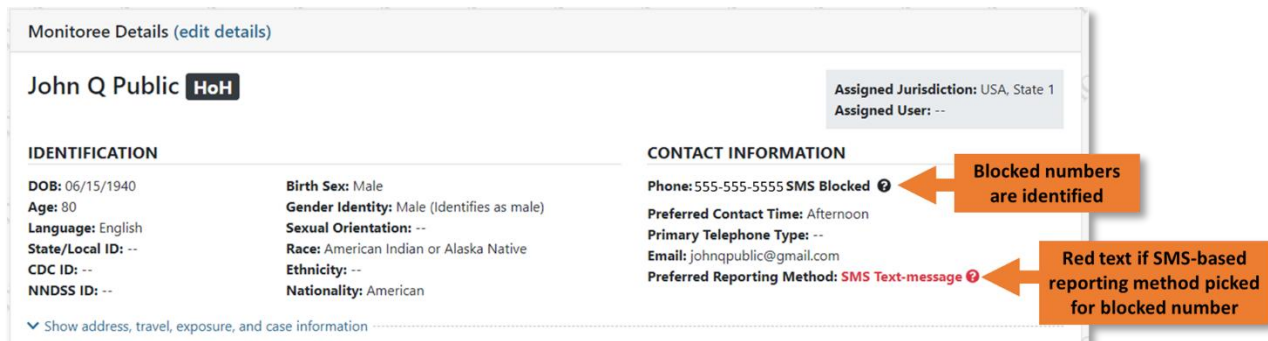 Monitoree Details (edit details)
John Q Public HoH
Assigned Jurisdiction: USA, State 1
Assigned User: --
IDENTIFICATION
DOB: 06/15/1940
Age: 80
Language: English
State/Local ID: --
CDC ID: --
NNDSS ID: --
Birth Sex: Male
Gender Identity: Male (Identifies as male)
Sexual Orientation: --
Race: American Indian or Alaska Native
Ethnicity: --
Nationality: American
CONTACT INFORMATION
Phone: 555-555-5555 SMS Blocked ?
Preferred Contact Time: Afternoon
Primary Telephone Type: --
Email: johnqpublic@gmail.com
Preferred Reporting Method: SMS Text-message ?
Blocked numbers
are identified
Red text if SMS-based
reporting method picked
for blocked number
Show address, travel, exposure, and case information